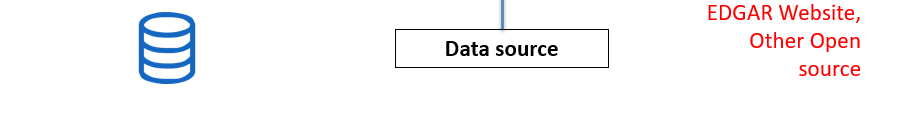 Data source
EDGAR Website,
Other Open
source